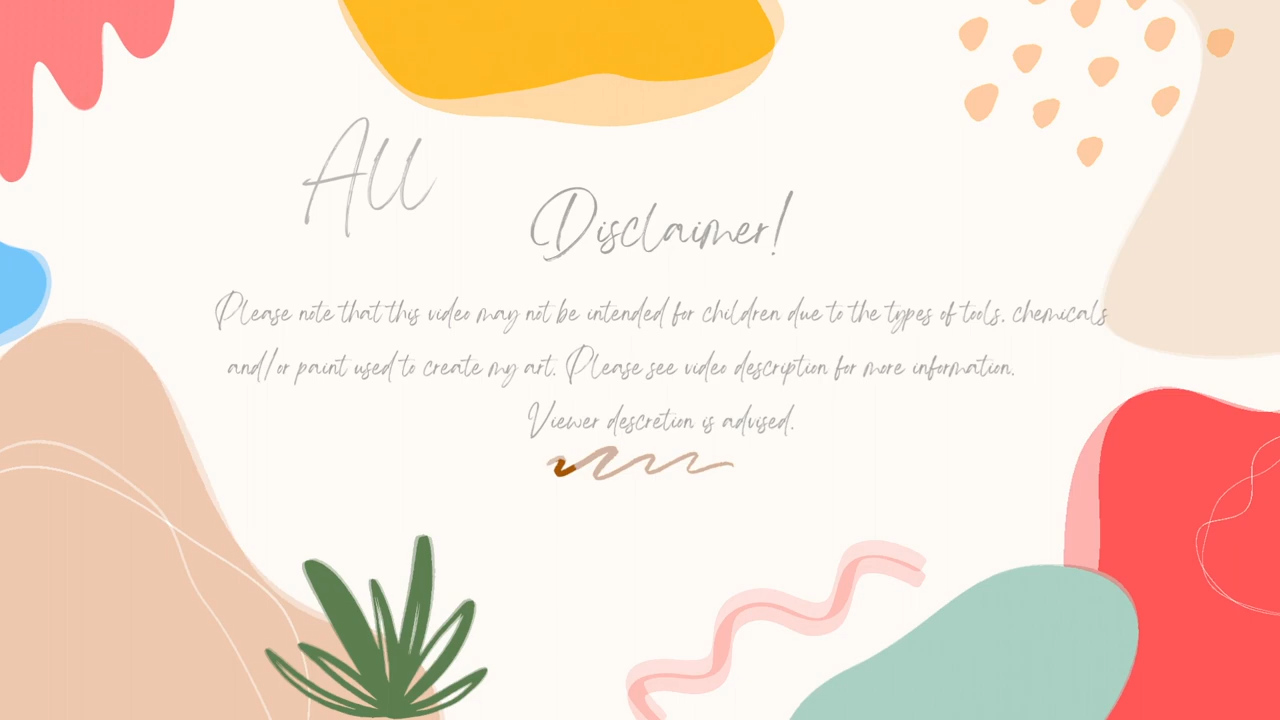 All
Disclaimer!
Please note that this video may not be intended for children due to the types of tools. chemicals
and/or paint used to create my art. Please see video description for more information.
Viewer descretion is advised.